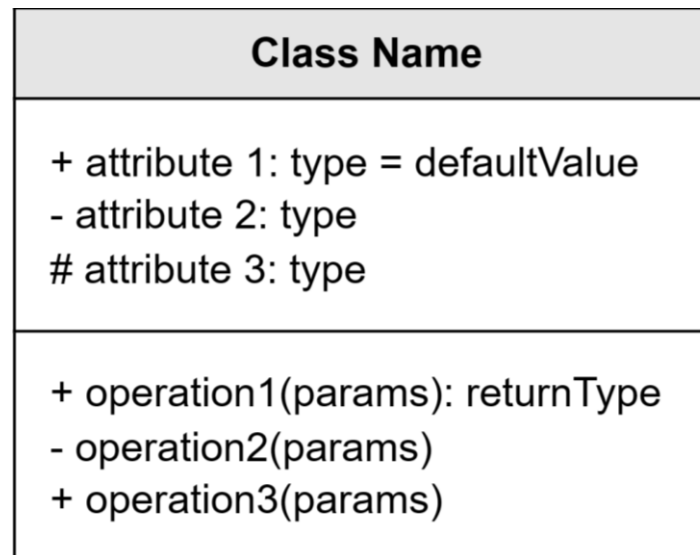 Class Name
+ attribute 1: type = defaultValue
- attribute 2: type
# attribute 3: type
+ operation1(params): returnType
- operation2(params)
+ operation3(params)